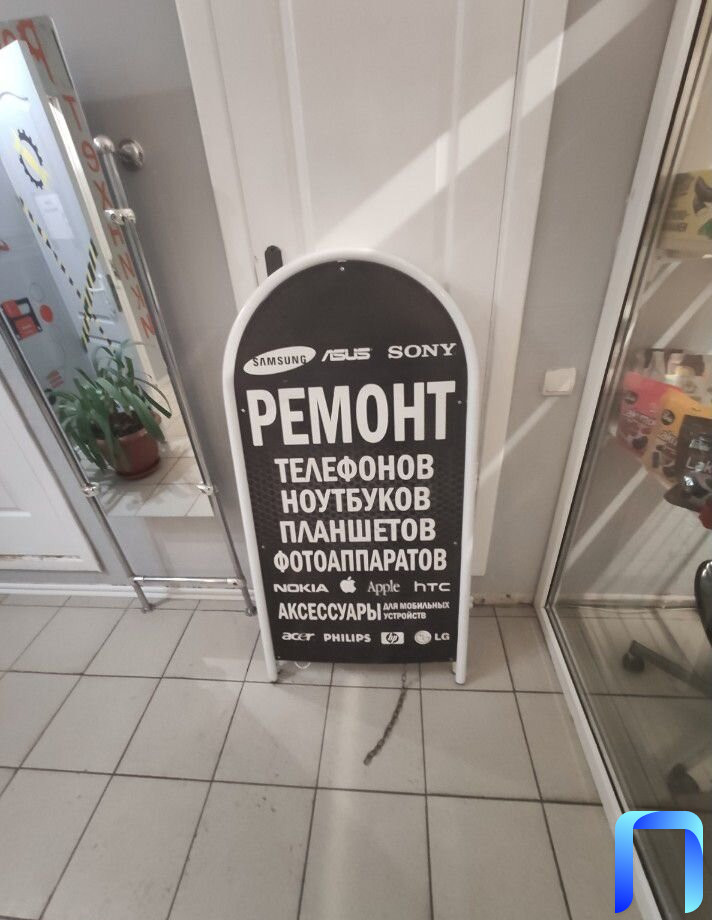 SAMSUNG ASUS SONY
РЕМОНТ
ТЕЛЕФОНОВ
НОУТБУКОВ
ПЛАНШЕТОВ
ФОТОАППАРАТОВ
NOKIA Apple hTC
АКСЕССУАРЫ ДЛЯ МОБИЛЬНЫХ
УСТРОЙСТВ
acer PHILIPS hp LG
Техники